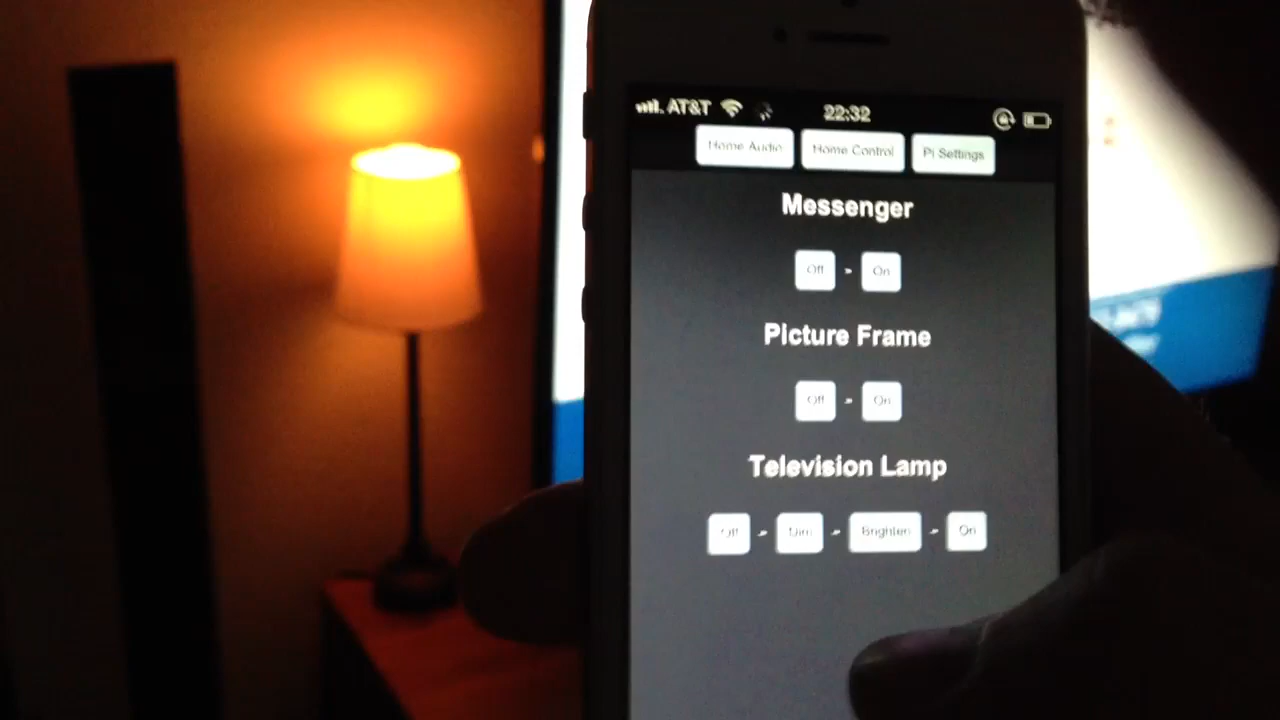 AT&T 22:32
Home Audio Home Control Pi Settings
Messenger
Off - On
Picture Frame
Off - On
Television Lamp
Off - Dim - Brighten - On